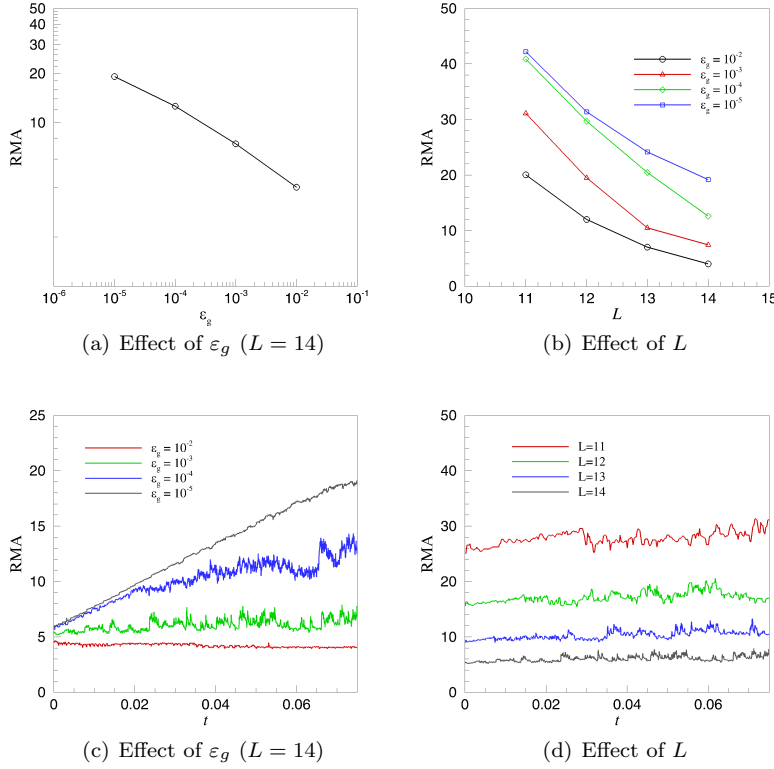 50
40
30
20
10
RMA
10⁻⁶
10⁻⁵
10⁻⁴
10⁻³
10⁻²
10⁻¹
ε_g
(a) Effect of ε_g (L = 14)
50
40
30
20
10
0
RMA
ε_g = 10⁻²
ε_g = 10⁻³
ε_g = 10⁻⁴
ε_g = 10⁻⁵
10
11
12
13
14
15
L
(b) Effect of L
25
20
15
10
5
0
RMA
ε_g = 10⁻²
ε_g = 10⁻³
ε_g = 10⁻⁴
ε_g = 10⁻⁵
0
0.02
0.04
0.06
t
(c) Effect of ε_g (L = 14)
50
40
30
20
10
0
RMA
L=11
L=12
L=13
L=14
0
0.02
0.04
0.06
t
(d) Effect of L